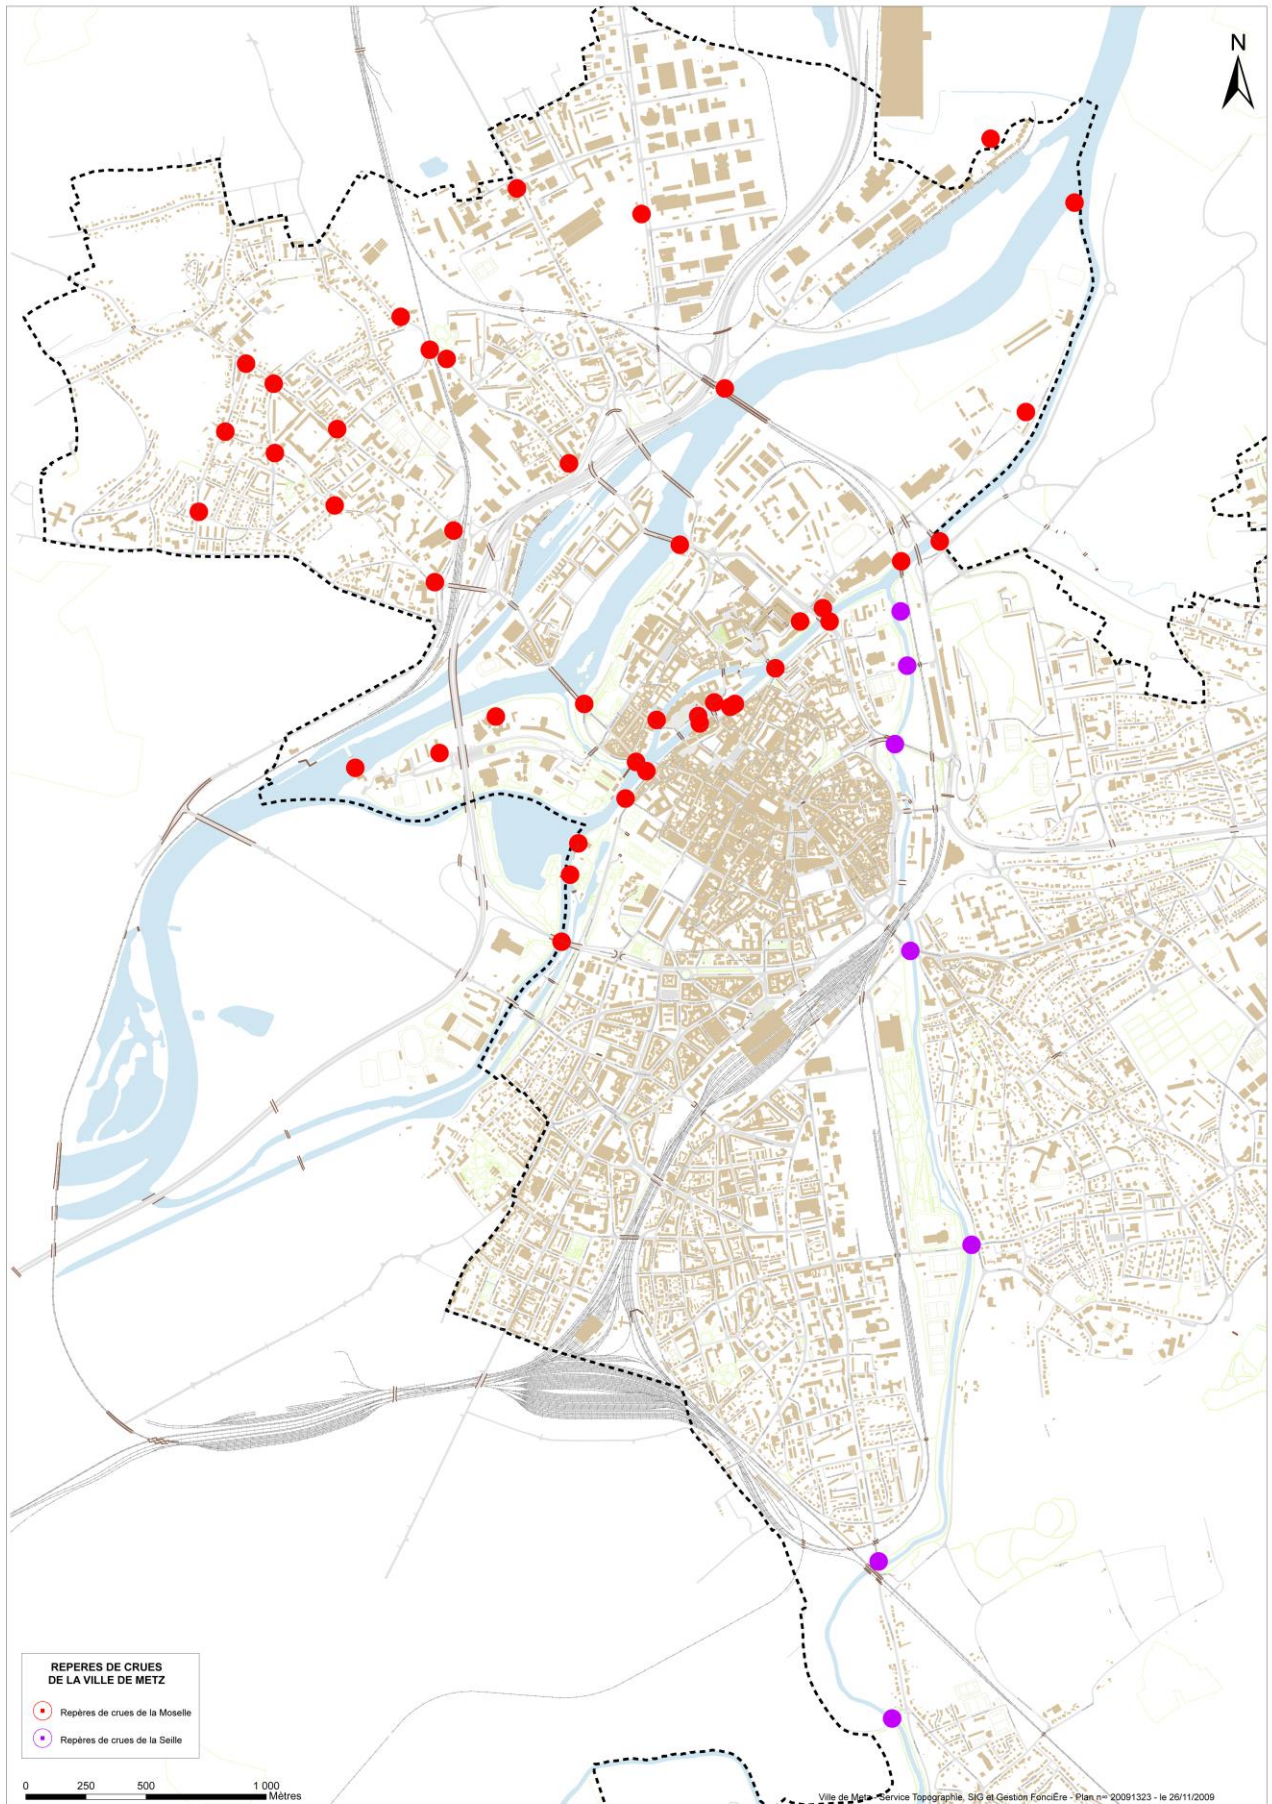 N
REPERES DE CRUES
DE LA VILLE DE METZ
Repères de crues de la Moselle
Repères de crues de la Seille
0 250 500 1 000
Mètres
Ville de Metz - Service Topographie, SIG et Gestion FonciÈre - Plan n° 20091323 - le 26/11/2009